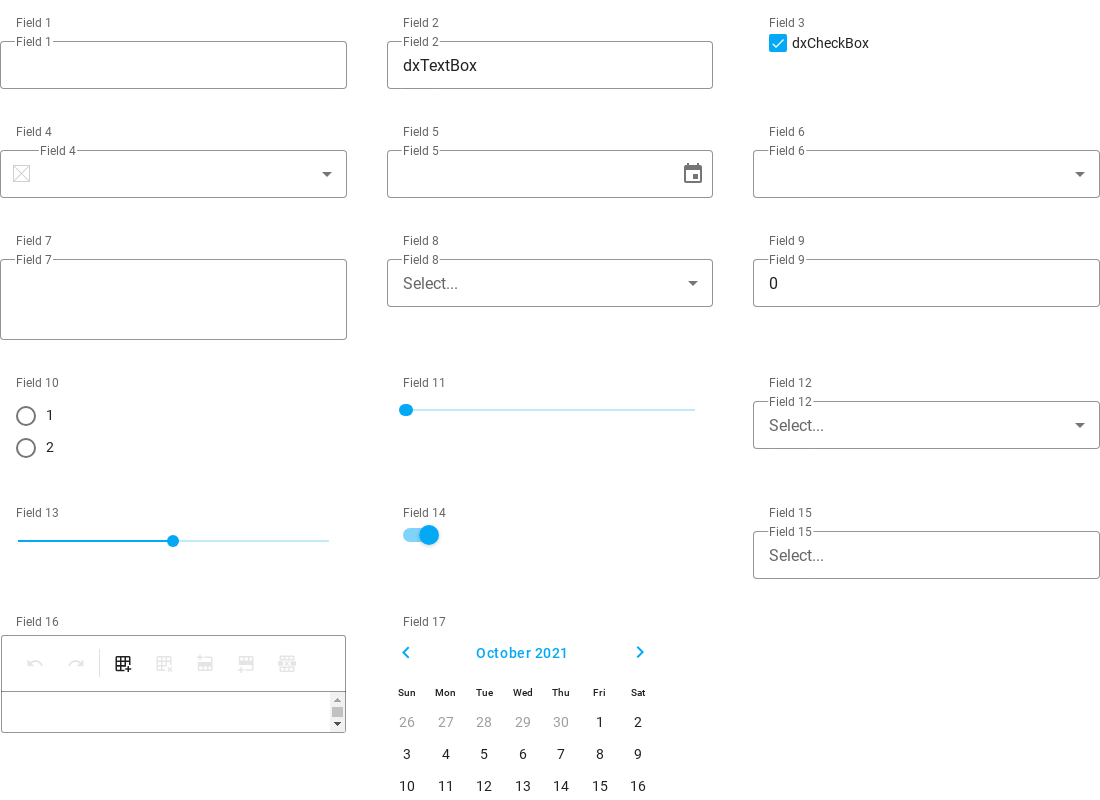 Field 1
Field 2
Field 3
Field 1
Field 2
dxCheckBox
dxTextBox
Field 4
Field 5
Field 6
Field 4
Field 5
Field 6
Field 7
Field 8
Field 9
Field 7
Field 8
Field 9
Select...
0
Field 10
Field 11
Field 12
Field 12
1
Select...
2
Field 13
Field 14
Field 15
Field 15
Select...
Field 16
Field 17
October 2021
Sun Mon Tue Wed Thu Fri Sat
26 27 28 29 30 1 2
3 4 5 6 7 8 9
10 11 12 13 14 15 16